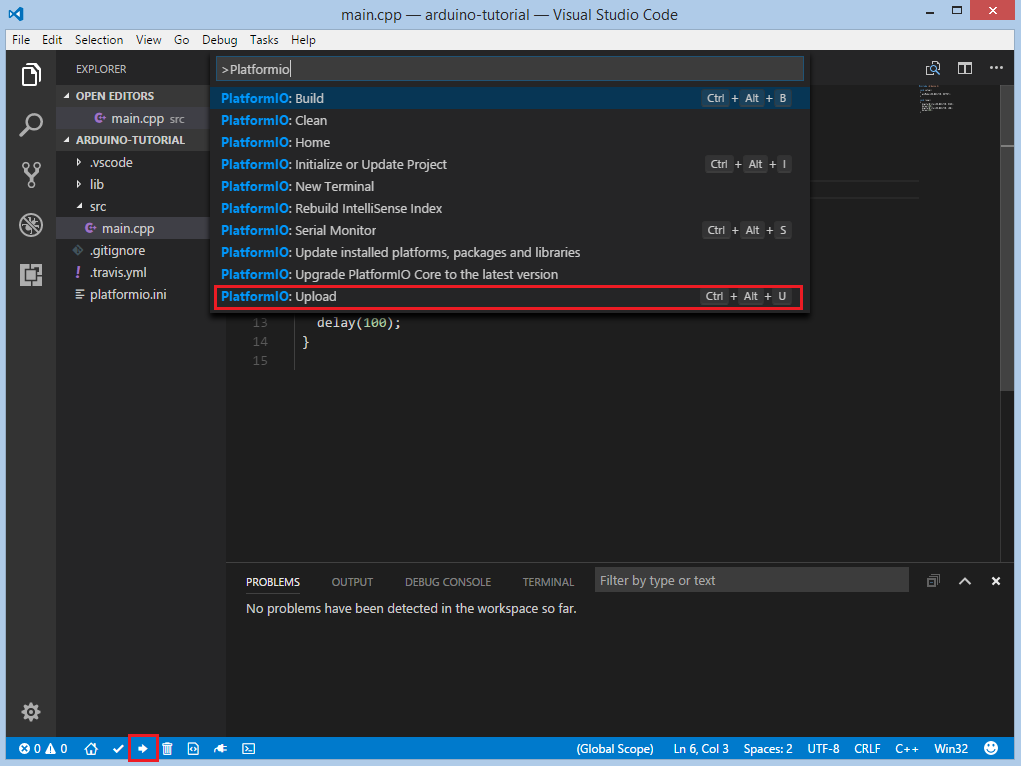 main.cpp — arduino-tutorial — Visual Studio Code
File Edit Selection View Go Debug Tasks Help
EXPLORER
OPEN EDITORS
main.cpp src
ARDUINO-TUTORIAL
.vscode
lib
src
main.cpp
.gitignore
.travis.yml
platformio.ini
>Platformio
PlatformIO: Build Ctrl + Alt + B
PlatformIO: Clean
PlatformIO: Home
PlatformIO: Initialize or Update Project Ctrl + Alt + I
PlatformIO: New Terminal
PlatformIO: Rebuild IntelliSense Index
PlatformIO: Serial Monitor Ctrl + Alt + S
PlatformIO: Update installed platforms, packages and libraries
PlatformIO: Upgrade PlatformIO Core to the latest version
PlatformIO: Upload Ctrl + Alt + U
13 delay(100);
14 }
15
PROBLEMS OUTPUT DEBUG CONSOLE TERMINAL Filter by type or text
No problems have been detected in the workspace so far.
0 0 (Global Scope) Ln 6, Col 3 Spaces: 2 UTF-8 CRLF C++ Win32